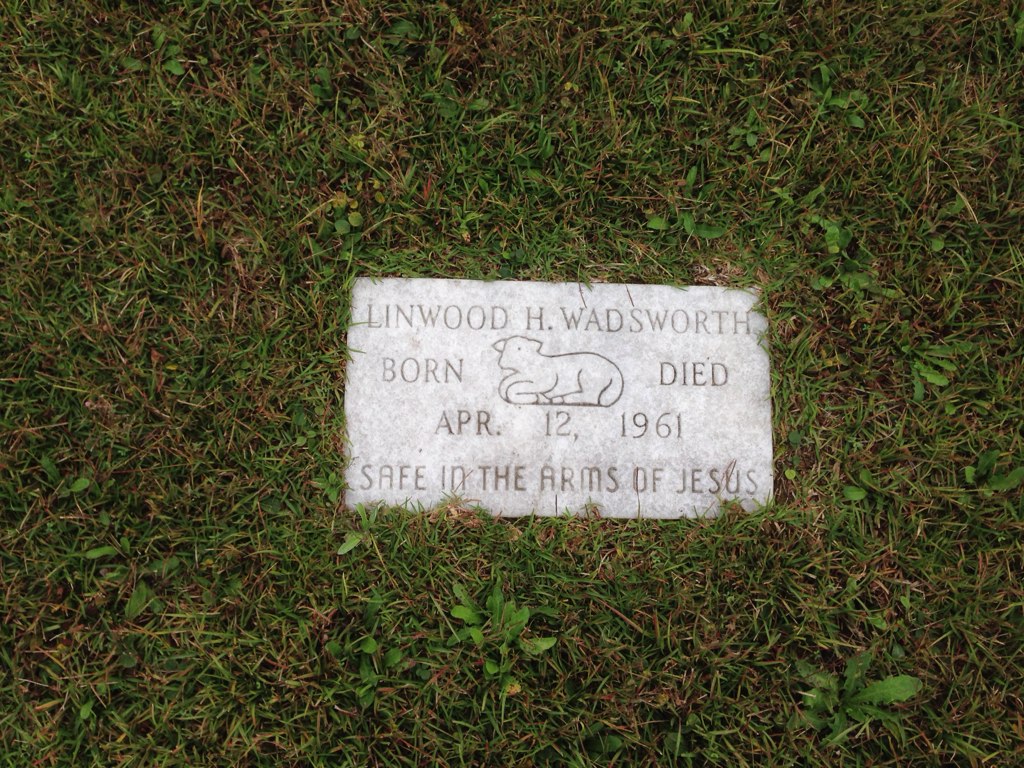 LINWOOD H. WADSWORTH
BORN DIED
APR. 12, 1961
SAFE IN THE ARMS OF JESUS